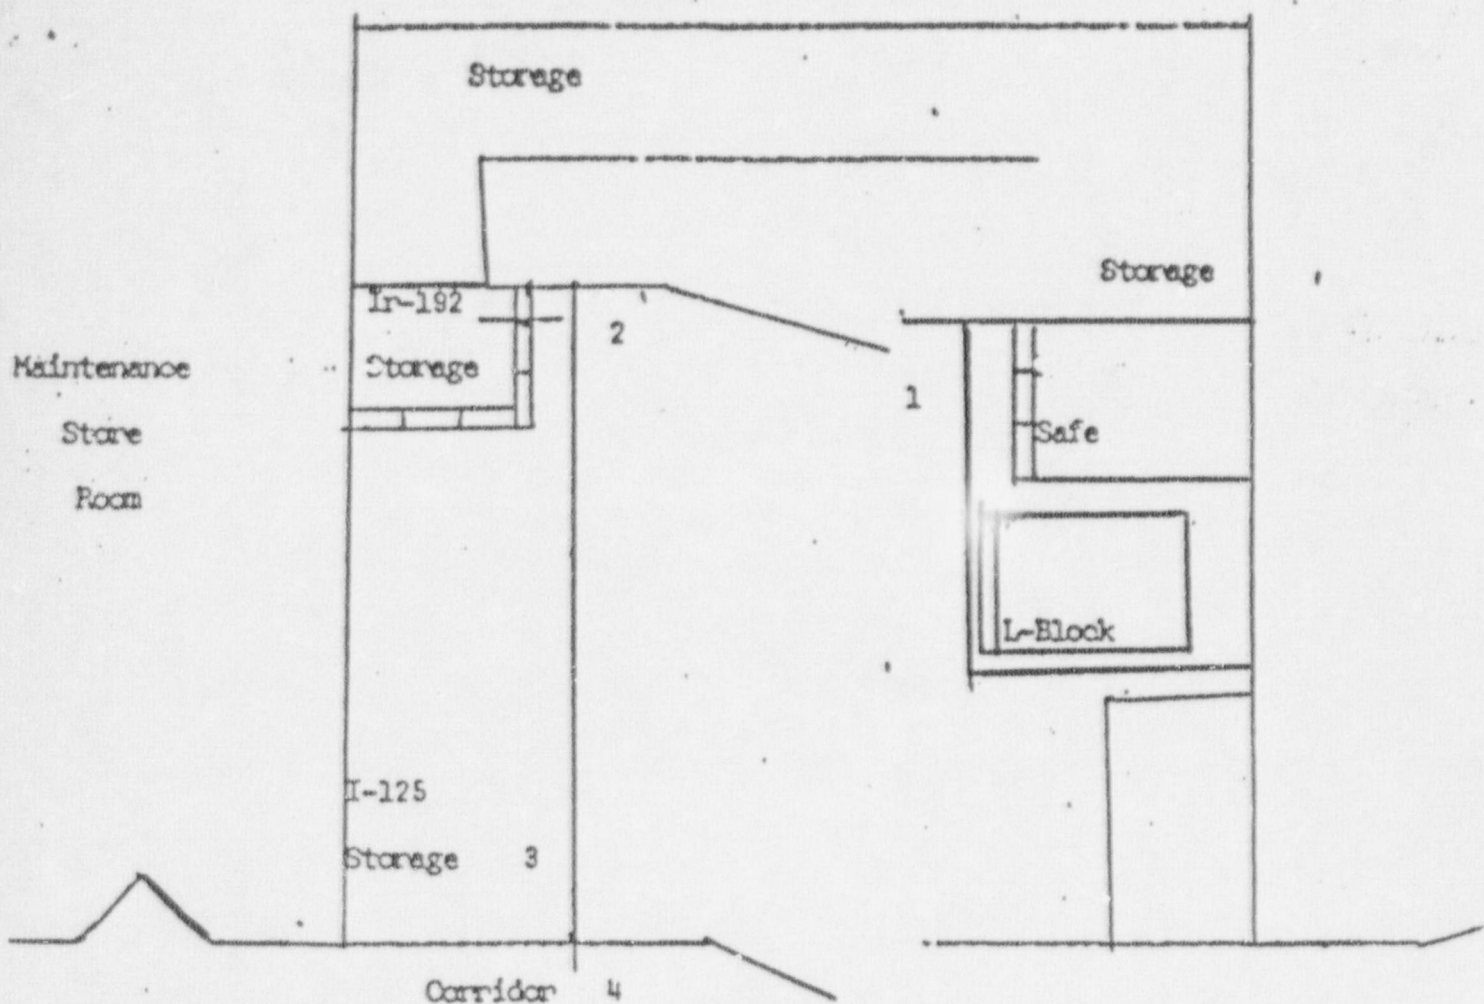 Storage
Storage
Ir-192
Storage
2
1
Maintenance
Store
Room
Safe
L-Block
I-125
Storage 3
Corridor 4